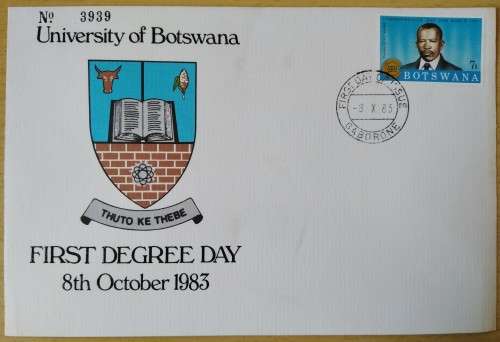 No 3939
University of Botswana
THUTO KE THEBE
FIRST DEGREE DAY
8th October 1983
7t
BOTSWANA
FIRST DAY OF ISSUE
GABORONE